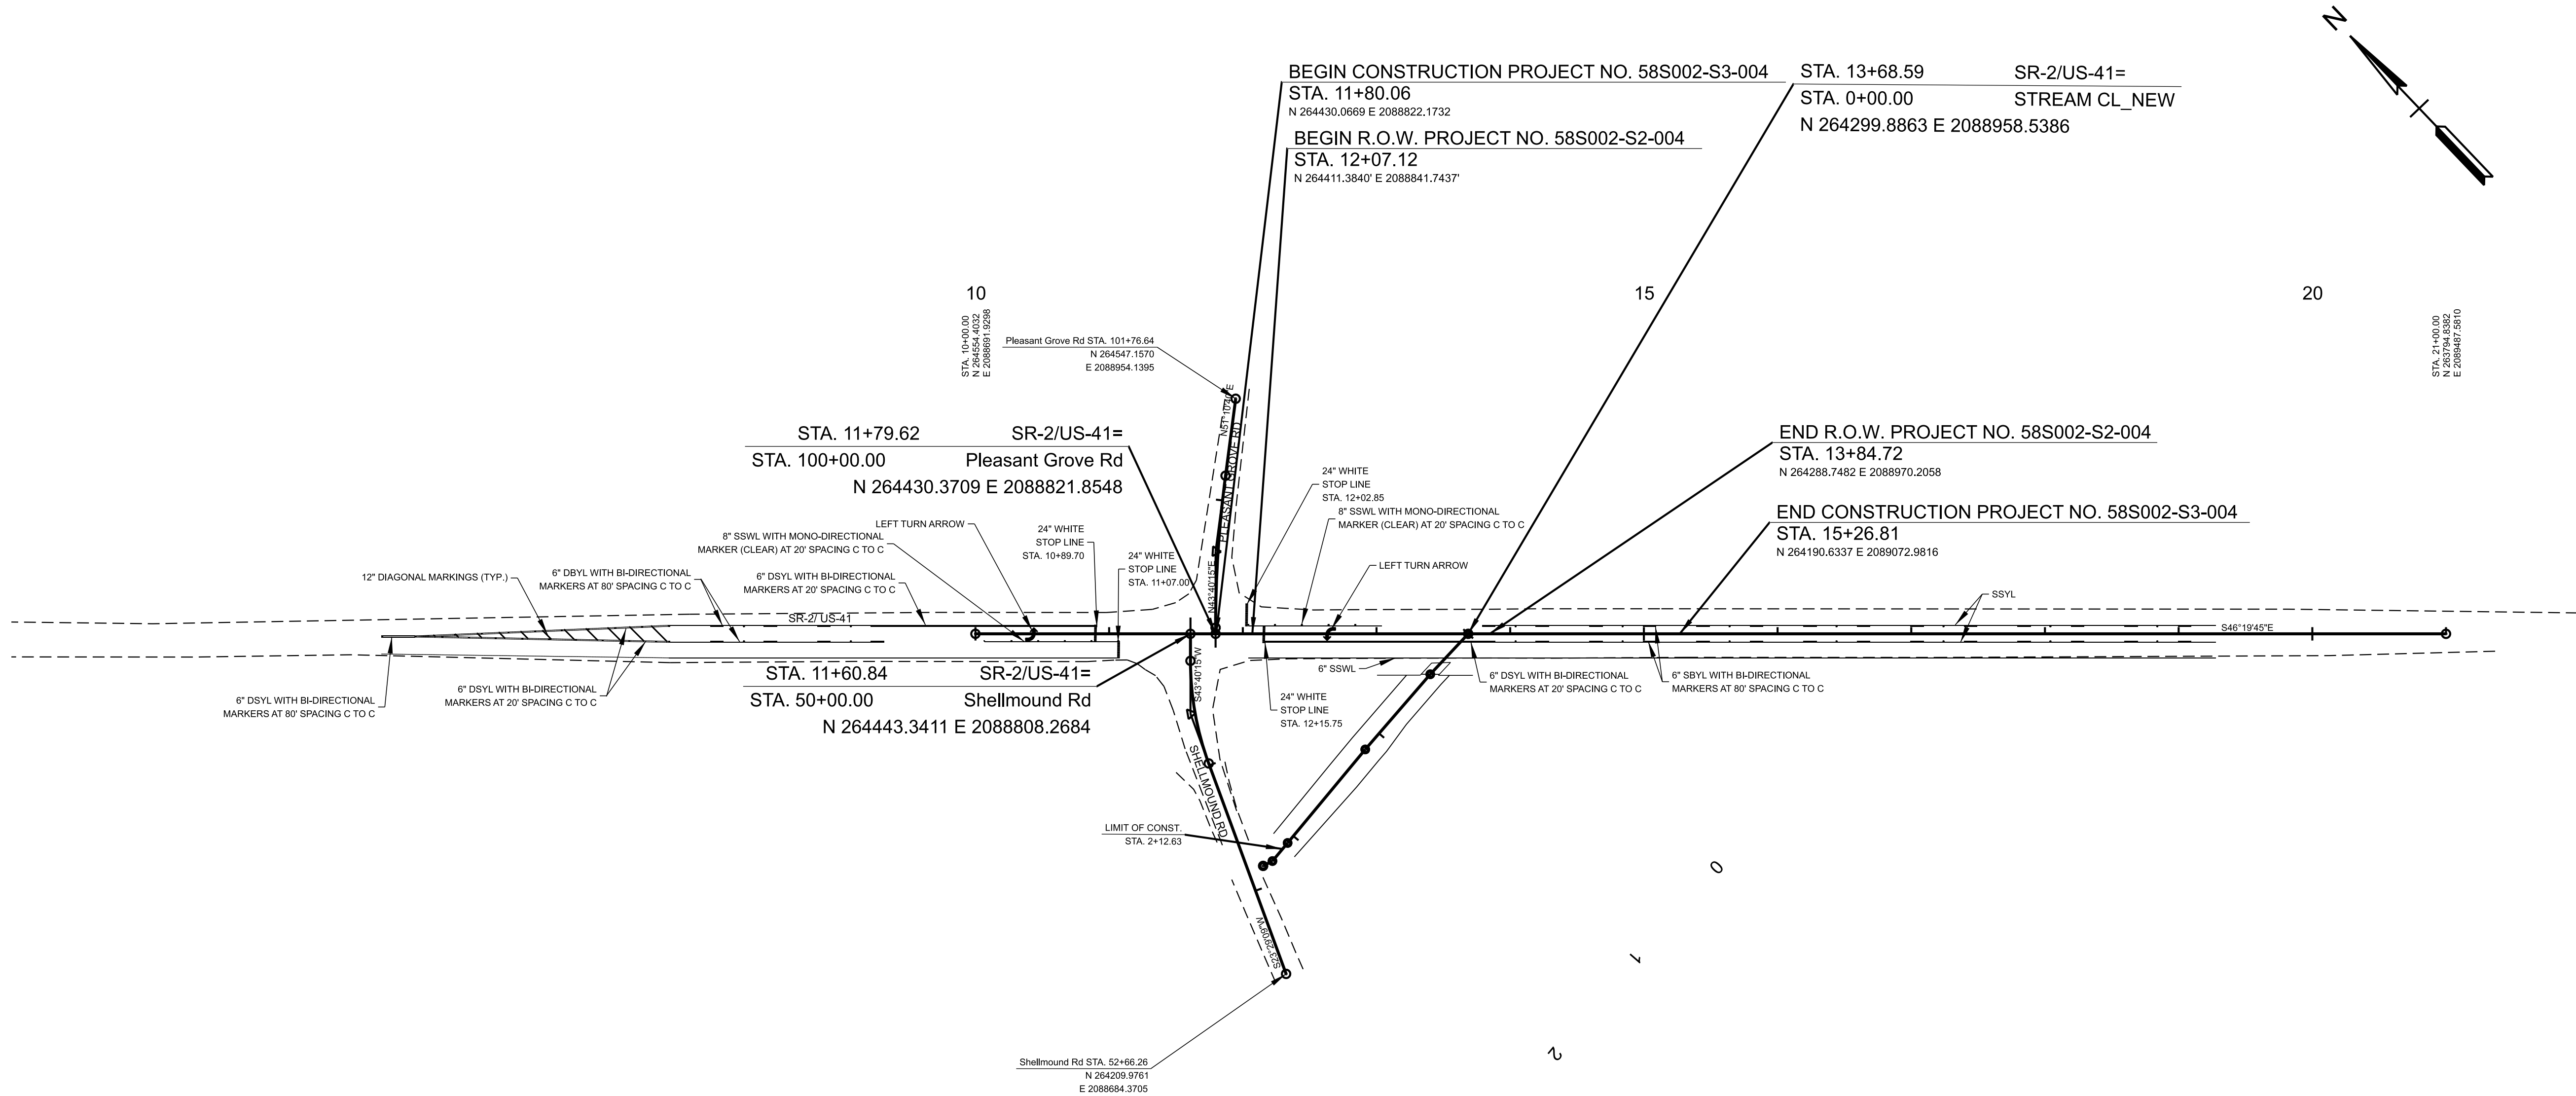 N
BEGIN CONSTRUCTION PROJECT NO. 58S002-S3-004
STA. 11+80.06
N 264430.0669 E 2088822.1732
BEGIN R.O.W. PROJECT NO. 58S002-S2-004
STA. 12+07.12
N 264411.3840' E 2088841.7437'
STA. 13+68.59 SR-2/US-41=
STA. 0+00.00 STREAM CL_NEW
N 264299.8863 E 2088958.5386
10
15
20
STA. 10+00.00
N 264554.4032
E 2088691.9298
STA. 21+00.00
N 263794.8382
E 2089487.5810
Pleasant Grove Rd STA. 101+76.64
N 264547.1570
E 2088954.1395
N51°10'40"E
PLEASANT GROVE RD
N43°40'15"E
STA. 11+79.62 SR-2/US-41=
STA. 100+00.00 Pleasant Grove Rd
N 264430.3709 E 2088821.8548
END R.O.W. PROJECT NO. 58S002-S2-004
STA. 13+84.72
N 264288.7482 E 2088970.2058
END CONSTRUCTION PROJECT NO. 58S002-S3-004
STA. 15+26.81
N 264190.6337 E 2089072.9816
24" WHITE
STOP LINE
STA. 12+02.85
8" SSWL WITH MONO-DIRECTIONAL
MARKER (CLEAR) AT 20' SPACING C TO C
LEFT TURN ARROW
LEFT TURN ARROW
8" SSWL WITH MONO-DIRECTIONAL
MARKER (CLEAR) AT 20' SPACING C TO C
24" WHITE
STOP LINE
STA. 10+89.70
24" WHITE
STOP LINE
STA. 11+07.00
12" DIAGONAL MARKINGS (TYP.)
6" DBYL WITH BI-DIRECTIONAL
MARKERS AT 80' SPACING C TO C
6" DSYL WITH BI-DIRECTIONAL
MARKERS AT 20' SPACING C TO C
SSYL
SR-2/ US-41
S46°19'45"E
6" DSYL WITH BI-DIRECTIONAL
MARKERS AT 80' SPACING C TO C
6" DSYL WITH BI-DIRECTIONAL
MARKERS AT 20' SPACING C TO C
STA. 11+60.84 SR-2/US-41=
STA. 50+00.00 Shellmound Rd
N 264443.3411 E 2088808.2684
S43°40'15"W
6" SSWL
24" WHITE
STOP LINE
STA. 12+15.75
6" DSYL WITH BI-DIRECTIONAL
MARKERS AT 20' SPACING C TO C
6" SBYL WITH BI-DIRECTIONAL
MARKERS AT 80' SPACING C TO C
SHELLMOUND RD
LIMIT OF CONST.
STA. 2+12.63
0
1
2
S23°29'09"W
Shellmound Rd STA. 52+66.26
N 264209.9761
E 2088684.3705